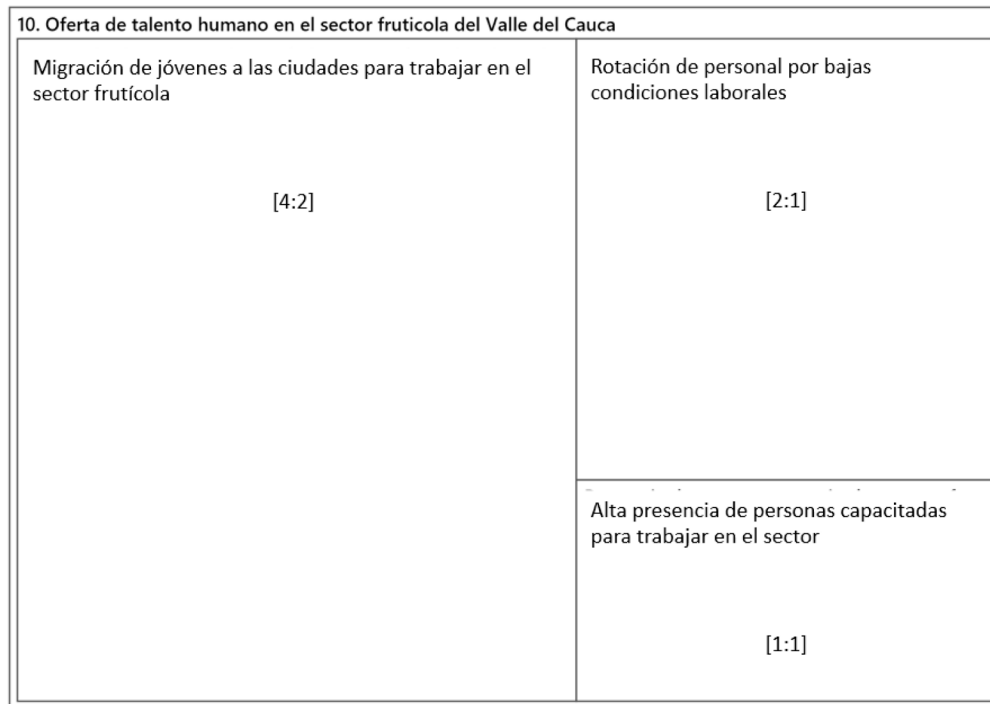 10. Oferta de talento humano en el sector fruticola del Valle del Cauca
Migración de jóvenes a las ciudades para trabajar en el
sector frutícola
[4:2]
Rotación de personal por bajas
condiciones laborales
[2:1]
Alta presencia de personas capacitadas
para trabajar en el sector
[1:1]